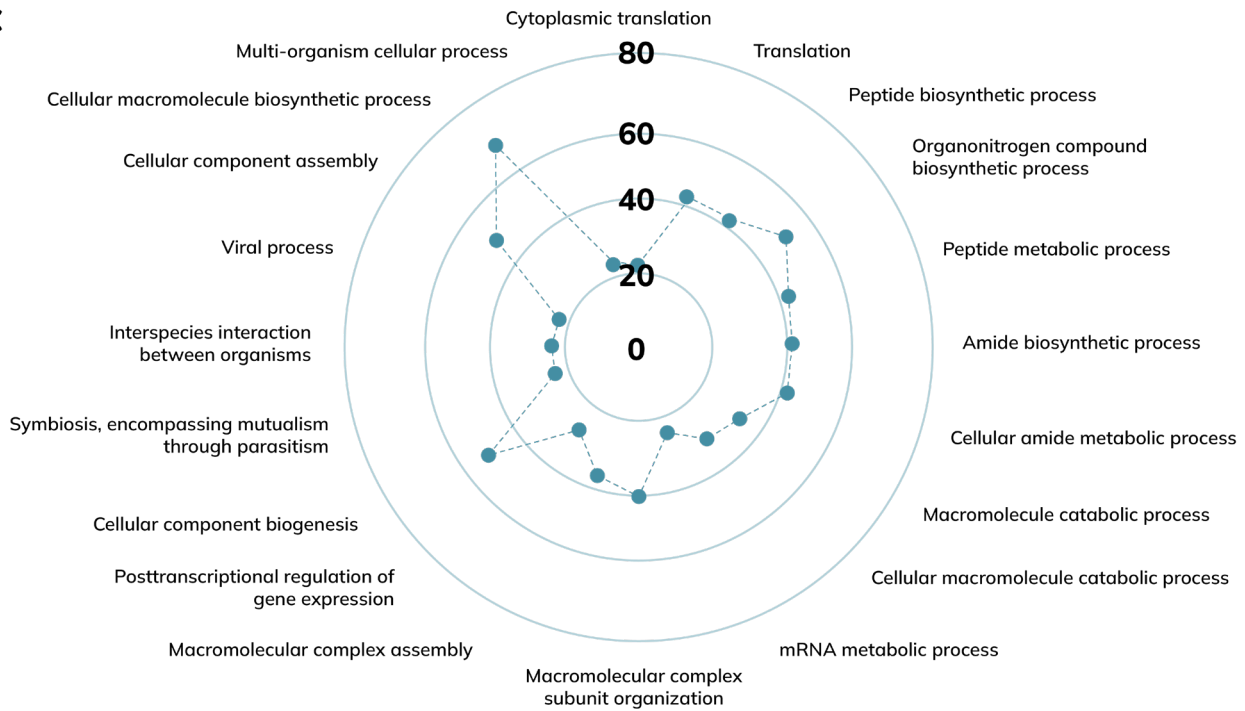 Cytoplasmic translation
Multi-organism cellular process
80
Translation
Cellular macromolecule biosynthetic process
Peptide biosynthetic process
60
Organonitrogen compound
biosynthetic process
Cellular component assembly
40
Viral process
Peptide metabolic process
20
Interspecies interaction
between organisms
0
Amide biosynthetic process
Symbiosis, encompassing mutualism
through parasitism
Cellular amide metabolic process
Cellular component biogenesis
Macromolecule catabolic process
Posttranscriptional regulation of
gene expression
Cellular macromolecule catabolic process
Macromolecular complex assembly
mRNA metabolic process
Macromolecular complex
subunit organization